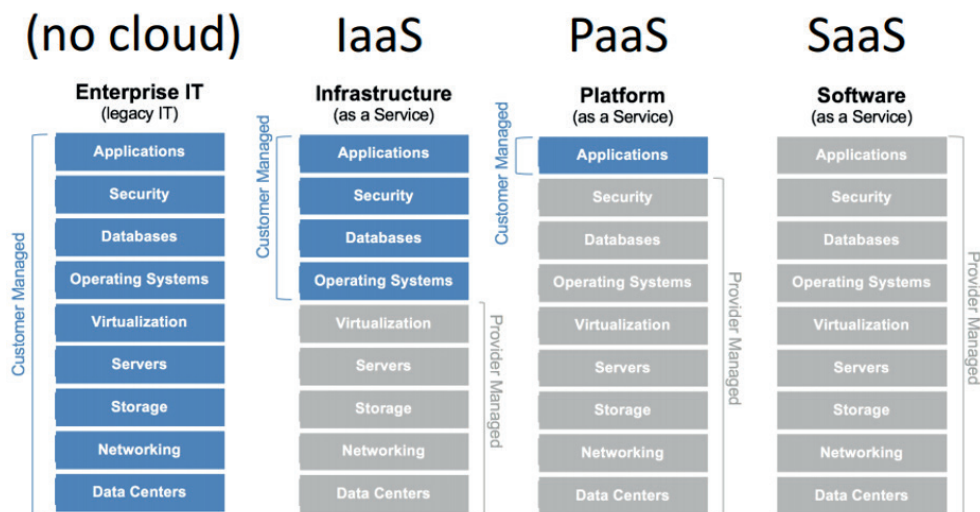 (no cloud)
IaaS
PaaS
SaaS
Enterprise IT
(legacy IT)
Customer Managed
Applications
Security
Databases
Operating Systems
Virtualization
Servers
Storage
Networking
Data Centers
Infrastructure
(as a Service)
Customer Managed
Applications
Security
Databases
Operating Systems
Virtualization
Servers
Storage
Networking
Data Centers
Provider Managed
Platform
(as a Service)
Customer Managed
Applications
Security
Databases
Operating Systems
Virtualization
Servers
Storage
Networking
Data Centers
Provider Managed
Software
(as a Service)
Applications
Security
Databases
Operating Systems
Virtualization
Servers
Storage
Networking
Data Centers
Provider Managed